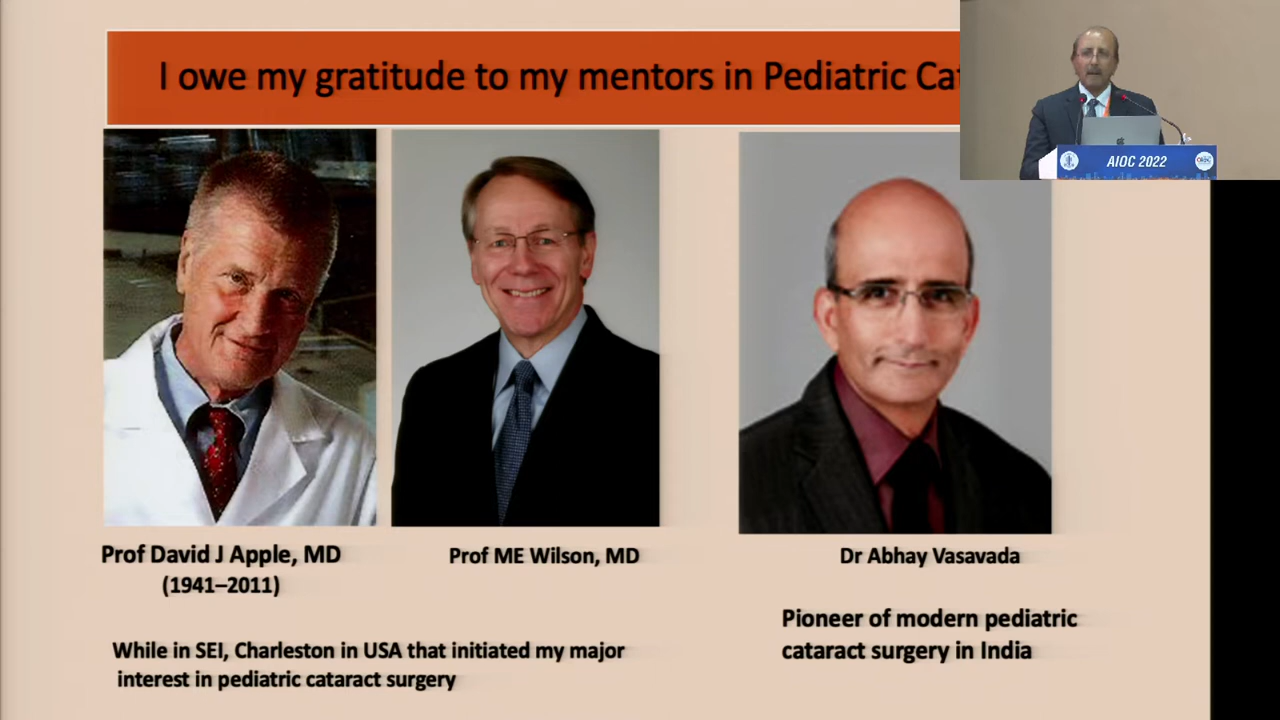 I owe my gratitude to my mentors in Pediatric Cat
AIOC 2022
Prof David J Apple, MD
(1941–2011)
Prof ME Wilson, MD
Dr Abhay Vasavada
While in SEI, Charleston in USA that initiated my major
interest in pediatric cataract surgery
Pioneer of modern pediatric
cataract surgery in India